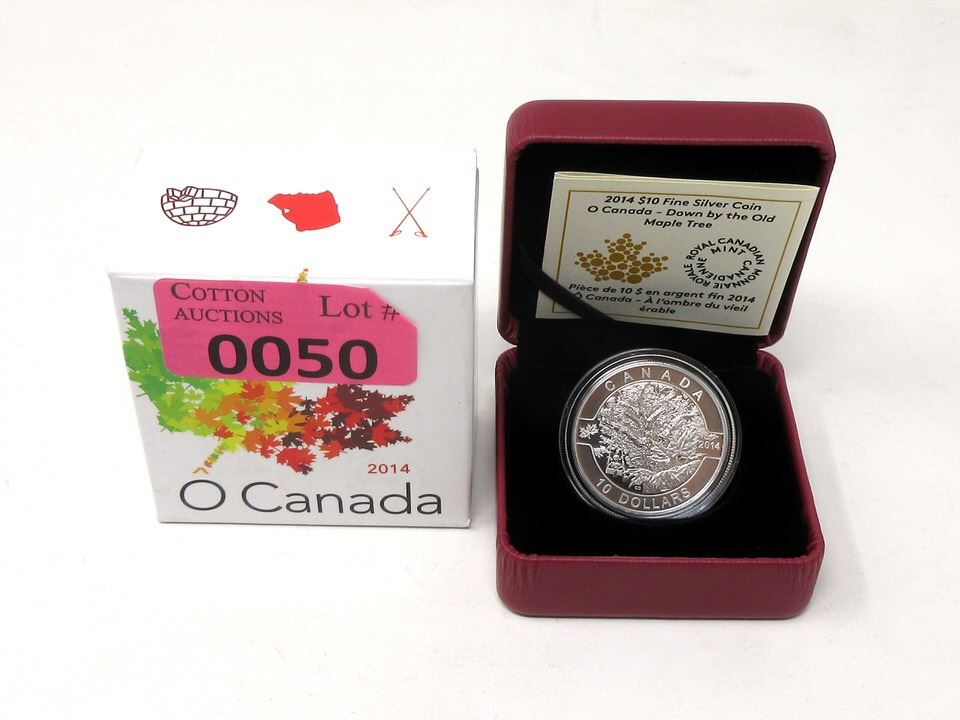 COTTON
AUCTIONS
Lot #
0050
2014
O Canada
2014 $10 Fine Silver Coin
O Canada - Down by the Old
Maple Tree
ROYAL CANADIAN MINT
MONNAIE ROYALE CANADIENNE
Pièce de 10 $ en argent fin 2014
Ô Canada - À l'ombre du vieil
érable
CANADA
2014
10 DOLLARS